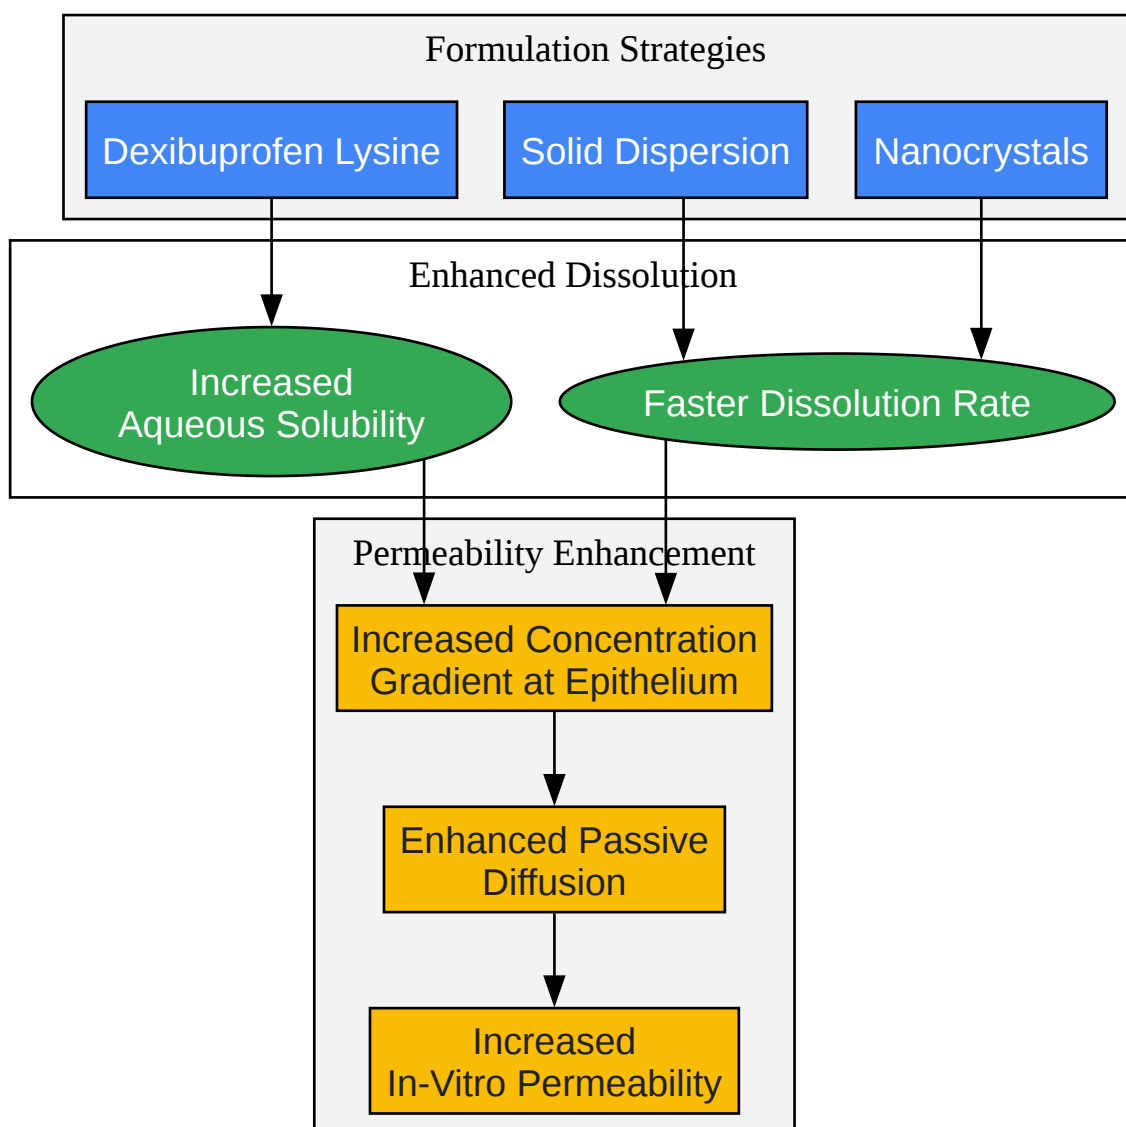 Formulation Strategies
Dexibuprofen Lysine
Solid Dispersion
Nanocrystals
Enhanced Dissolution
Increased
Aqueous Solubility
Faster Dissolution Rate
Permeability Enhancement
Increased Concentration
Gradient at Epithelium
Enhanced Passive
Diffusion
Increased
In-Vitro Permeability